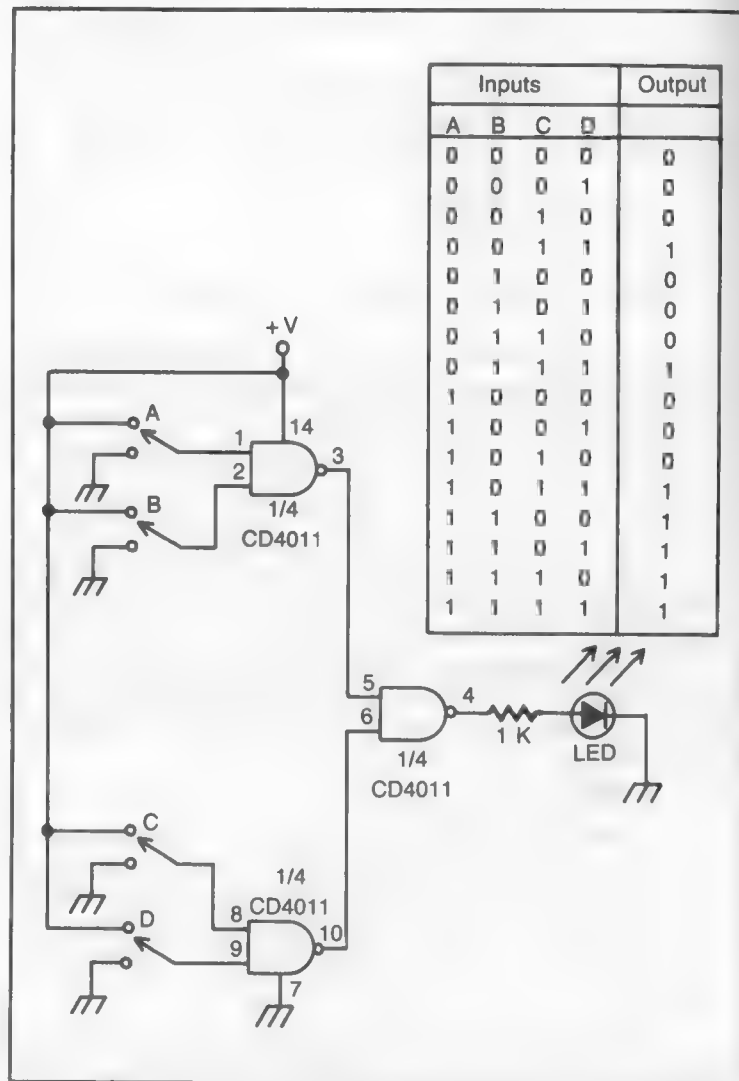 Inputs Output
A B C D
0 0 0 0 0
0 0 0 1 0
0 0 1 0 0
0 0 1 1 1
0 1 0 0 0
0 1 0 1 0
0 1 1 0 0
0 1 1 1 1
1 0 0 0 0
1 0 0 1 0
1 0 1 0 0
1 0 1 1 1
1 1 0 0 1
1 1 0 1 1
1 1 1 0 1
1 1 1 1 1
+ V
A
1 14
2 3
B
1/4
CD4011
5
6 4
1 K
LED
1/4
CD4011
C
1/4
CD4011
8
D
9 10
7